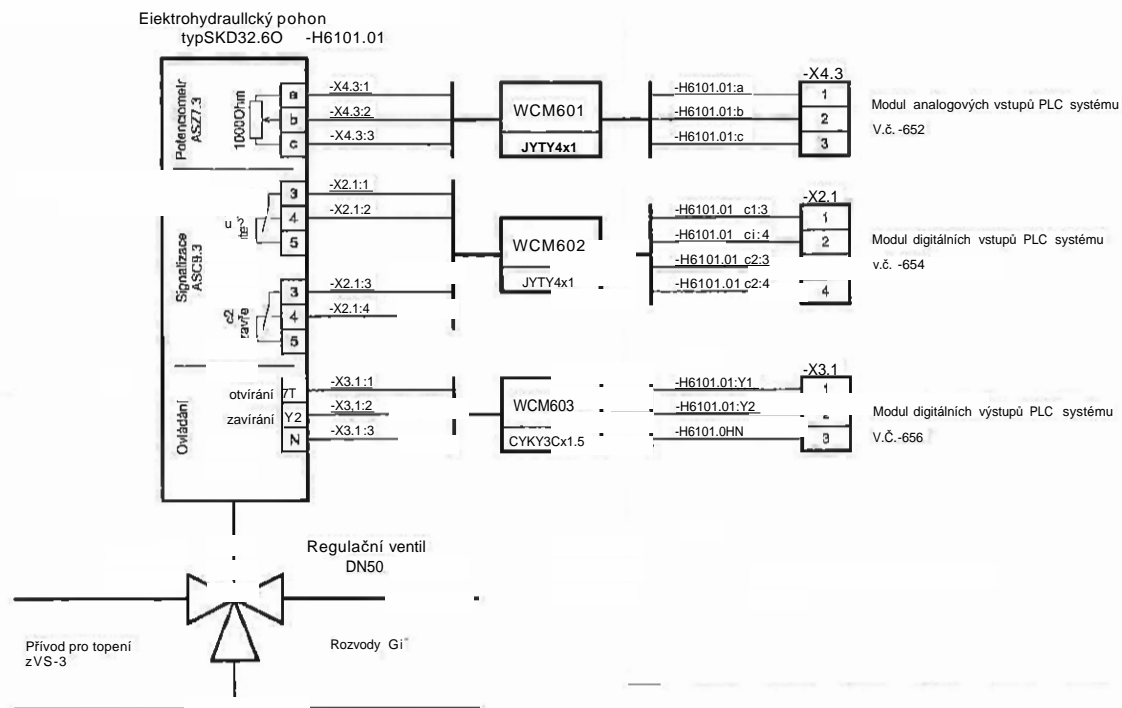 Eiektrohydraullcký pohon
typSKD32.6O -H6101.01
Potenciometr
ASZ7.3
1000Ohm
a
b
c
-X4.3:1
-X4.3:2
-X4.3:3
WCM601
JYTY4x1
-H6101.01:a
-H6101.01:b
-H6101.01:c
-X4.3
1
2
3
Modul analogových vstupů PLC systému
V.č. -652
Signalizace
ASC9.3
3
4
5
-X2.1:1
-X2.1:2
u
c2
3
4
5
-X2.1:3
-X2.1:4
WCM602
JYTY4x1
-H6101.01 c1:3
-H6101.01 ci:4
-H6101.01 c2:3
-H6101.01 c2:4
-X2.1
1
2
4
Modul digitálních vstupů PLC systému
v.č. -654
Ovládání
otvírání 7T
zavírání Y2
N
-X3.1:1
-X3,1:2
-X3.1:3
WCM603
CYKY3Cx1.5
-H6101.01:Y1
-H6101.01:Y2
-H6101.0HN
-X3.1
1
2
3
Modul digitálních výstupů PLC systému
V.Č.-656
Regulační ventil
DN50
Přívod pro topení
zVS-3
Rozvody Gi